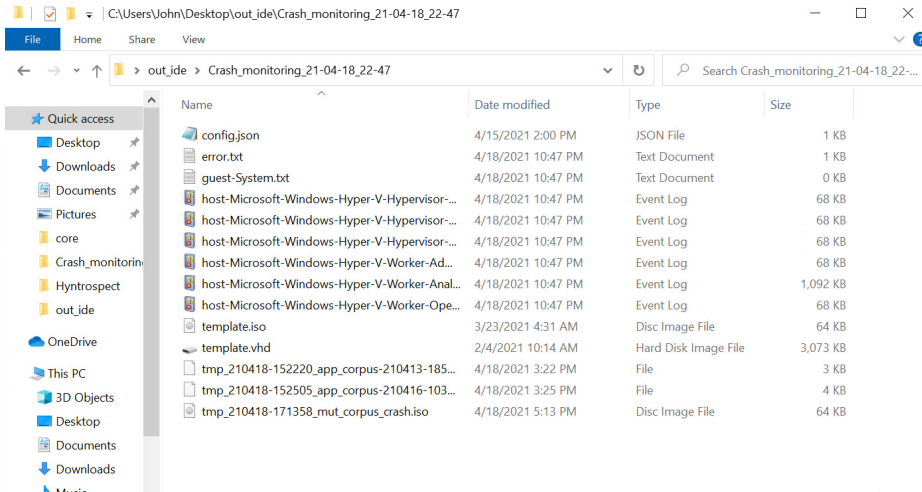 C:\Users\John\Desktop\out_ide\Crash_monitoring_21-04-18_22-47
File Home Share View
out_ide Crash_monitoring_21-04-18_22-47
Search Crash_monitoring_21-04-18_22-...
Name Date modified Type Size
Quick access
Desktop
Downloads
Documents
Pictures
core
Crash_monitorin
Hyntrospect
out_ide
OneDrive
This PC
3D Objects
Desktop
Documents
Downloads
Music
config.json 4/15/2021 2:00 PM JSON File 1 KB
error.txt 4/18/2021 10:47 PM Text Document 1 KB
guest-System.txt 4/18/2021 10:47 PM Text Document 0 KB
host-Microsoft-Windows-Hyper-V-Hypervisor-... 4/18/2021 10:47 PM Event Log 68 KB
host-Microsoft-Windows-Hyper-V-Hypervisor-... 4/18/2021 10:47 PM Event Log 68 KB
host-Microsoft-Windows-Hyper-V-Hypervisor-... 4/18/2021 10:47 PM Event Log 68 KB
host-Microsoft-Windows-Hyper-V-Worker-Ad... 4/18/2021 10:47 PM Event Log 68 KB
host-Microsoft-Windows-Hyper-V-Worker-Anal... 4/18/2021 10:47 PM Event Log 1,092 KB
host-Microsoft-Windows-Hyper-V-Worker-Ope... 4/18/2021 10:47 PM Event Log 68 KB
template.iso 3/23/2021 4:31 AM Disc Image File 64 KB
template.vhd 2/4/2021 10:14 AM Hard Disk Image File 3,073 KB
tmp_210418-152220_app_corpus-210413-185... 4/18/2021 3:22 PM File 3 KB
tmp_210418-152505_app_corpus-210416-103... 4/18/2021 3:25 PM File 4 KB
tmp_210418-171358_mut_corpus_crash.iso 4/18/2021 5:13 PM Disc Image File 64 KB